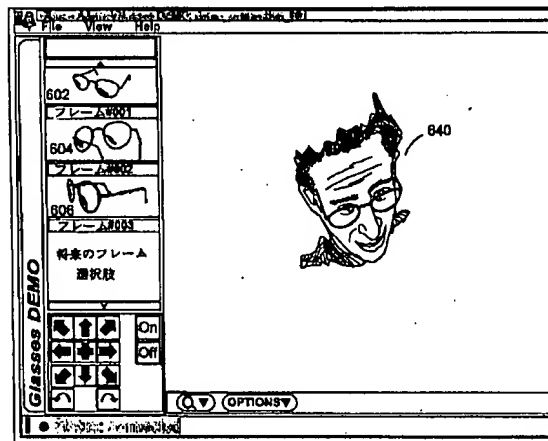 File View Help
602
フレーム#001
604
フレーム#002
606
フレーム#003
将来のフレーム
選択肢
Glasses DEMO
On
Off
640
OPTIONS